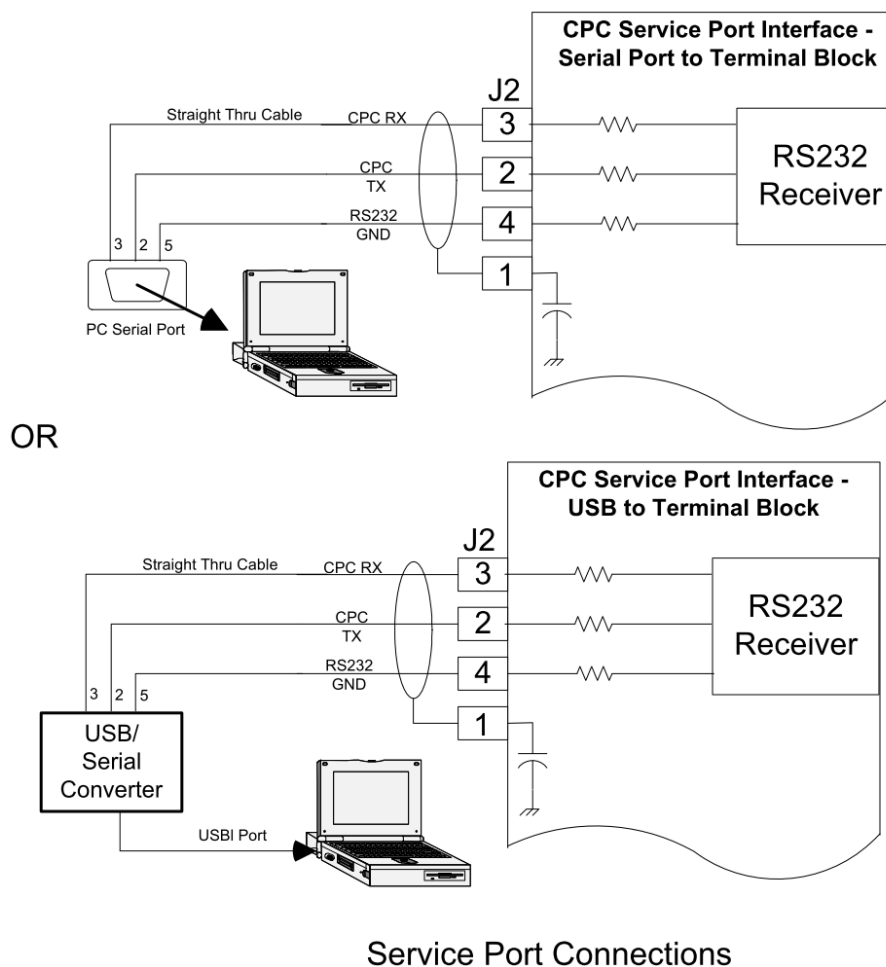 CPC Service Port Interface -
Serial Port to Terminal Block
J2
Straight Thru Cable
CPC RX
3
CPC
TX
2
RS232
GND
4
1
RS232
Receiver
3 2 5
PC Serial Port
OR
CPC Service Port Interface -
USB to Terminal Block
J2
Straight Thru Cable
CPC RX
3
CPC
TX
2
RS232
GND
4
1
RS232
Receiver
3 2 5
USB/
Serial
Converter
USBI Port
Service Port Connections